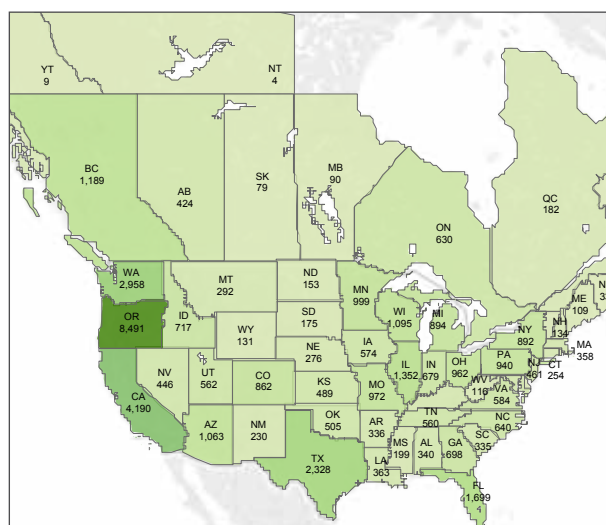 YT
9
NT
4
BC
1,189
AB
424
SK
79
MB
90
ON
630
QC
182
WA
2,958
MT
292
ND
153
MN
999
WI
1,095
MI
894
NY
892
ME
109
NH
134
MA
358
OR
8,491
ID
717
WY
131
SD
175
IA
574
NE
276
IL
1,352
IN
679
OH
962
PA
940
NJ
461
CT
254
NV
446
UT
562
CO
862
KS
489
MO
972
WV
116
VA
584
CA
4,190
AZ
1,063
NM
230
OK
505
AR
336
TN
560
NC
640
SC
335
TX
2,328
LA
363
MS
199
AL
340
GA
698
FL
1,699